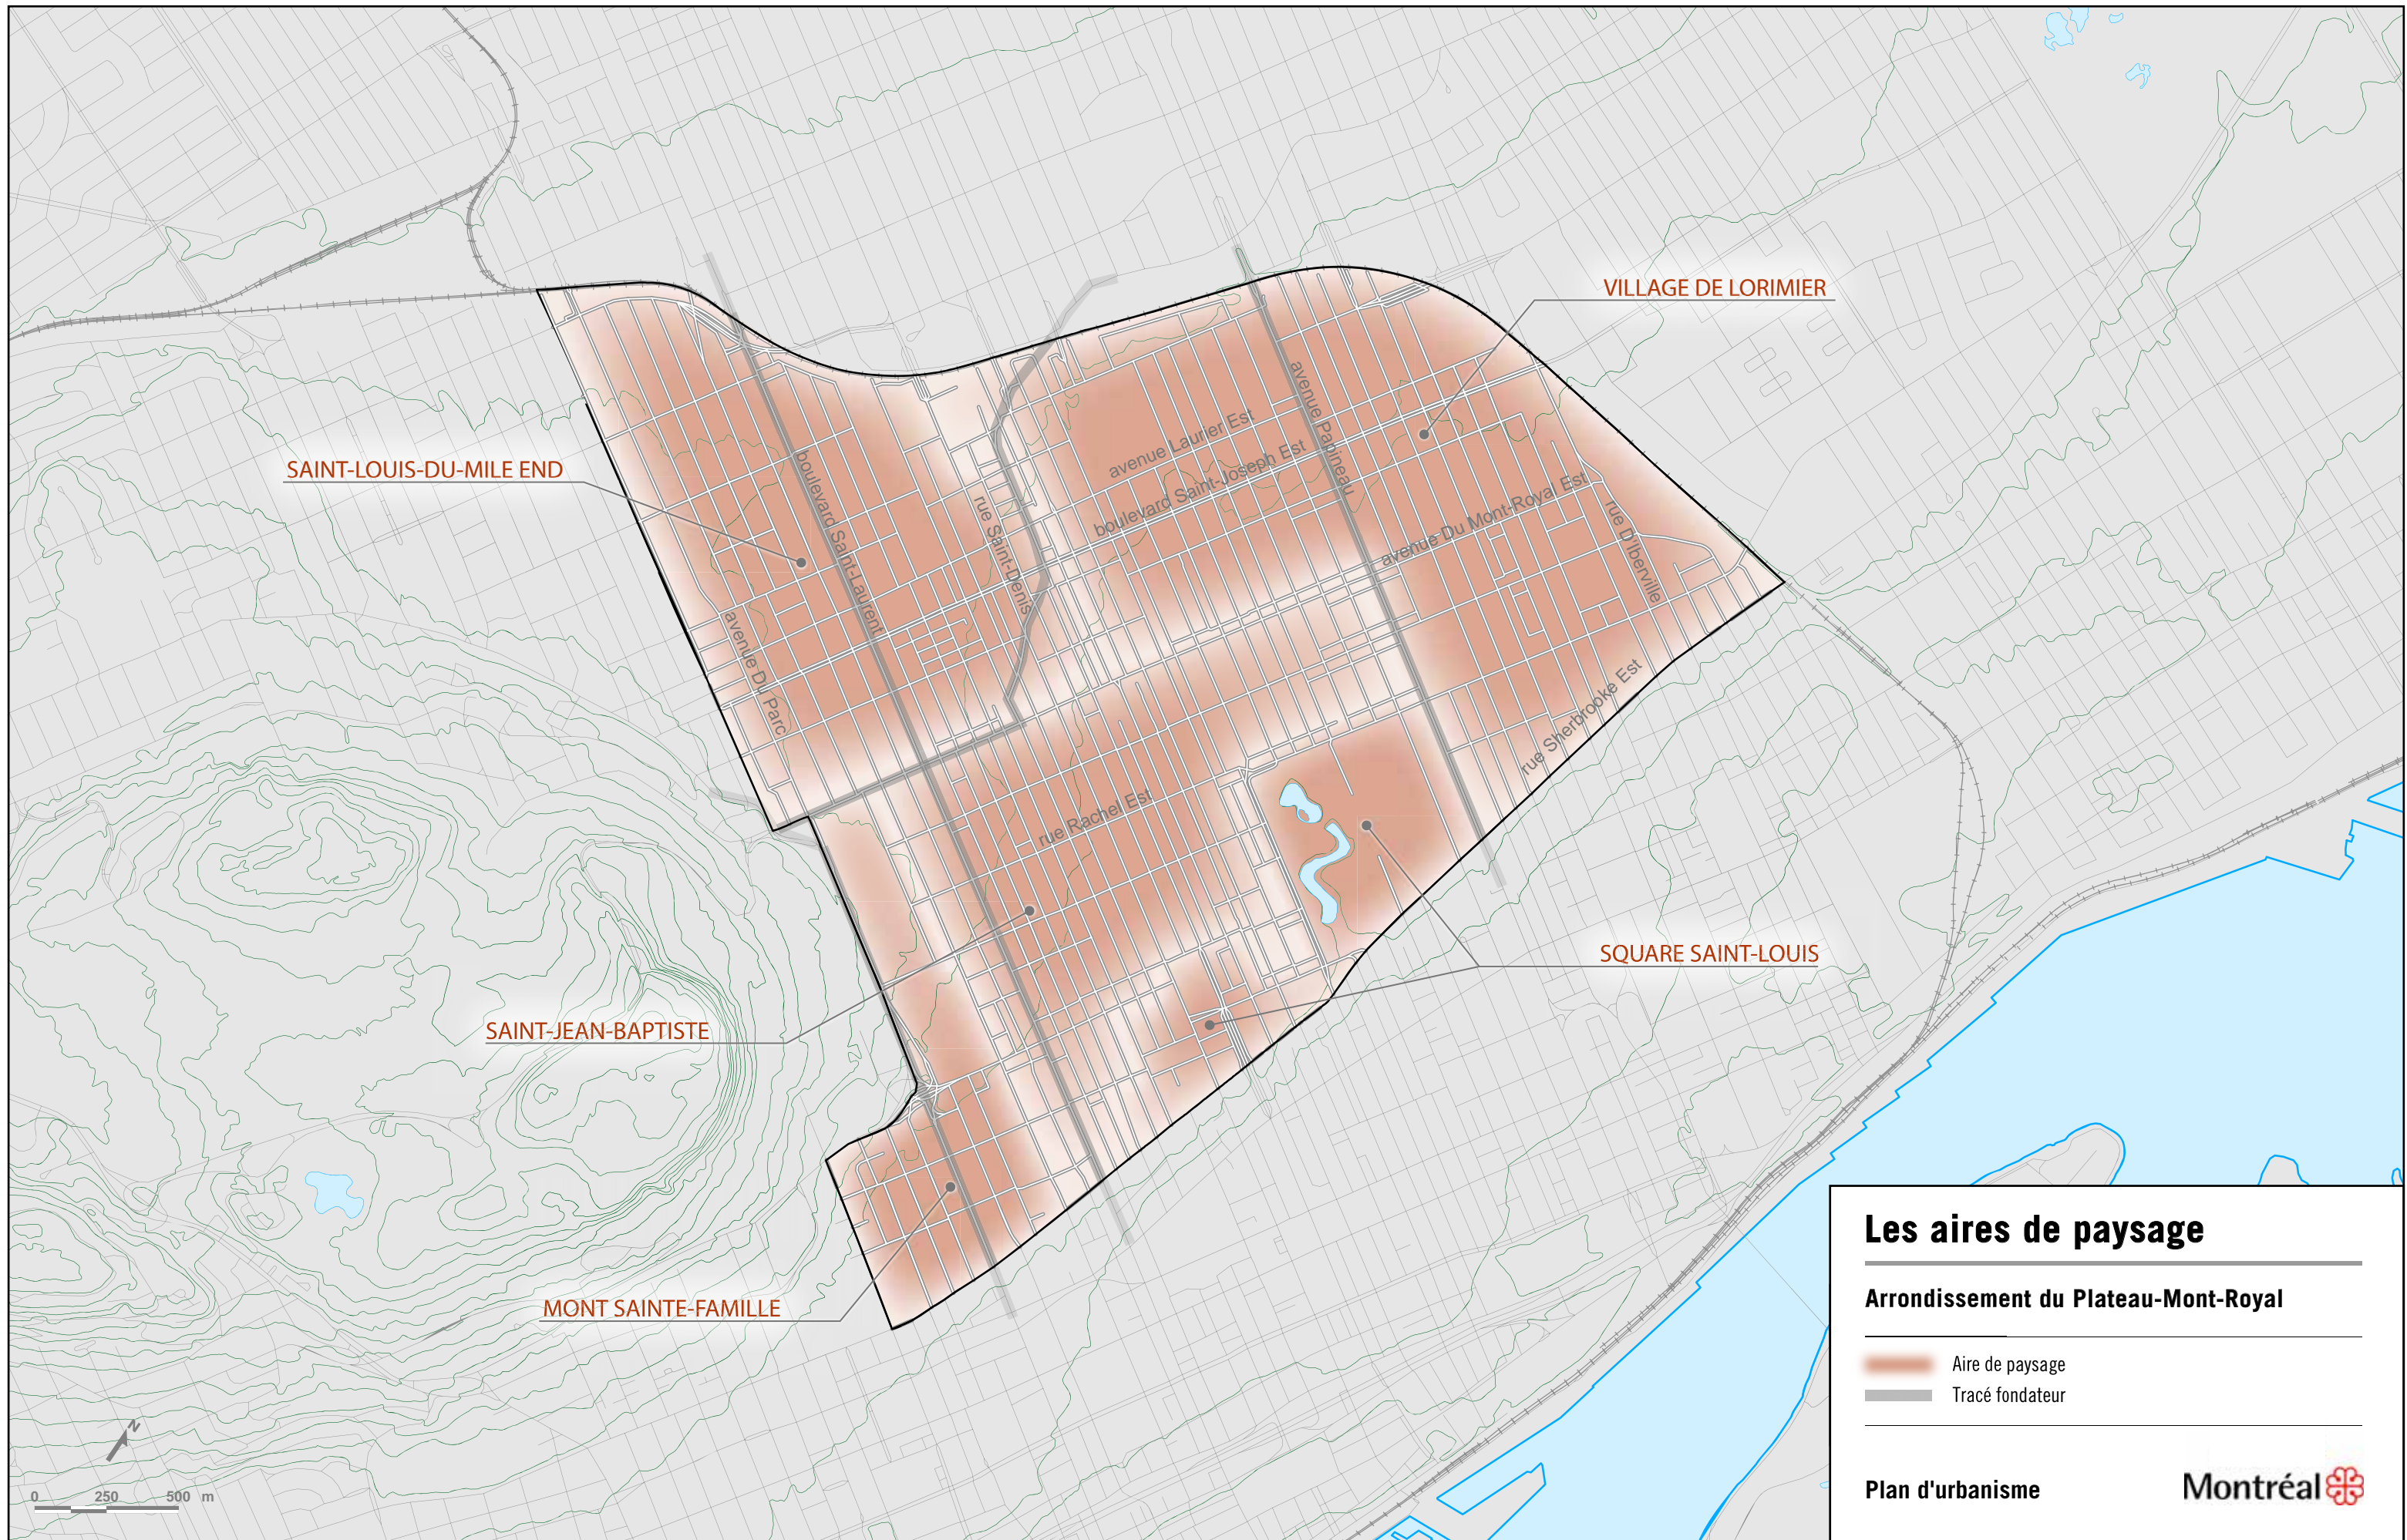 VILLAGE DE LORIMIER
SAINT-LOUIS-DU-MILE END
avenue Papineau
avenue Laurier Est
boulevard Saint-Joseph Est
boulevard Saint-Laurent
rue Saint-Denis
avenue Du Mont-Royal Est
rue D'Iberville
avenue Du Parc
rue Sherbrooke Est
rue Rachel Est
SQUARE SAINT-LOUIS
SAINT-JEAN-BAPTISTE
MONT SAINTE-FAMILLE
Les aires de paysage
Arrondissement du Plateau-Mont-Royal
Aire de paysage
Tracé fondateur
Plan d'urbanisme
Montréal
N
0 250 500 m